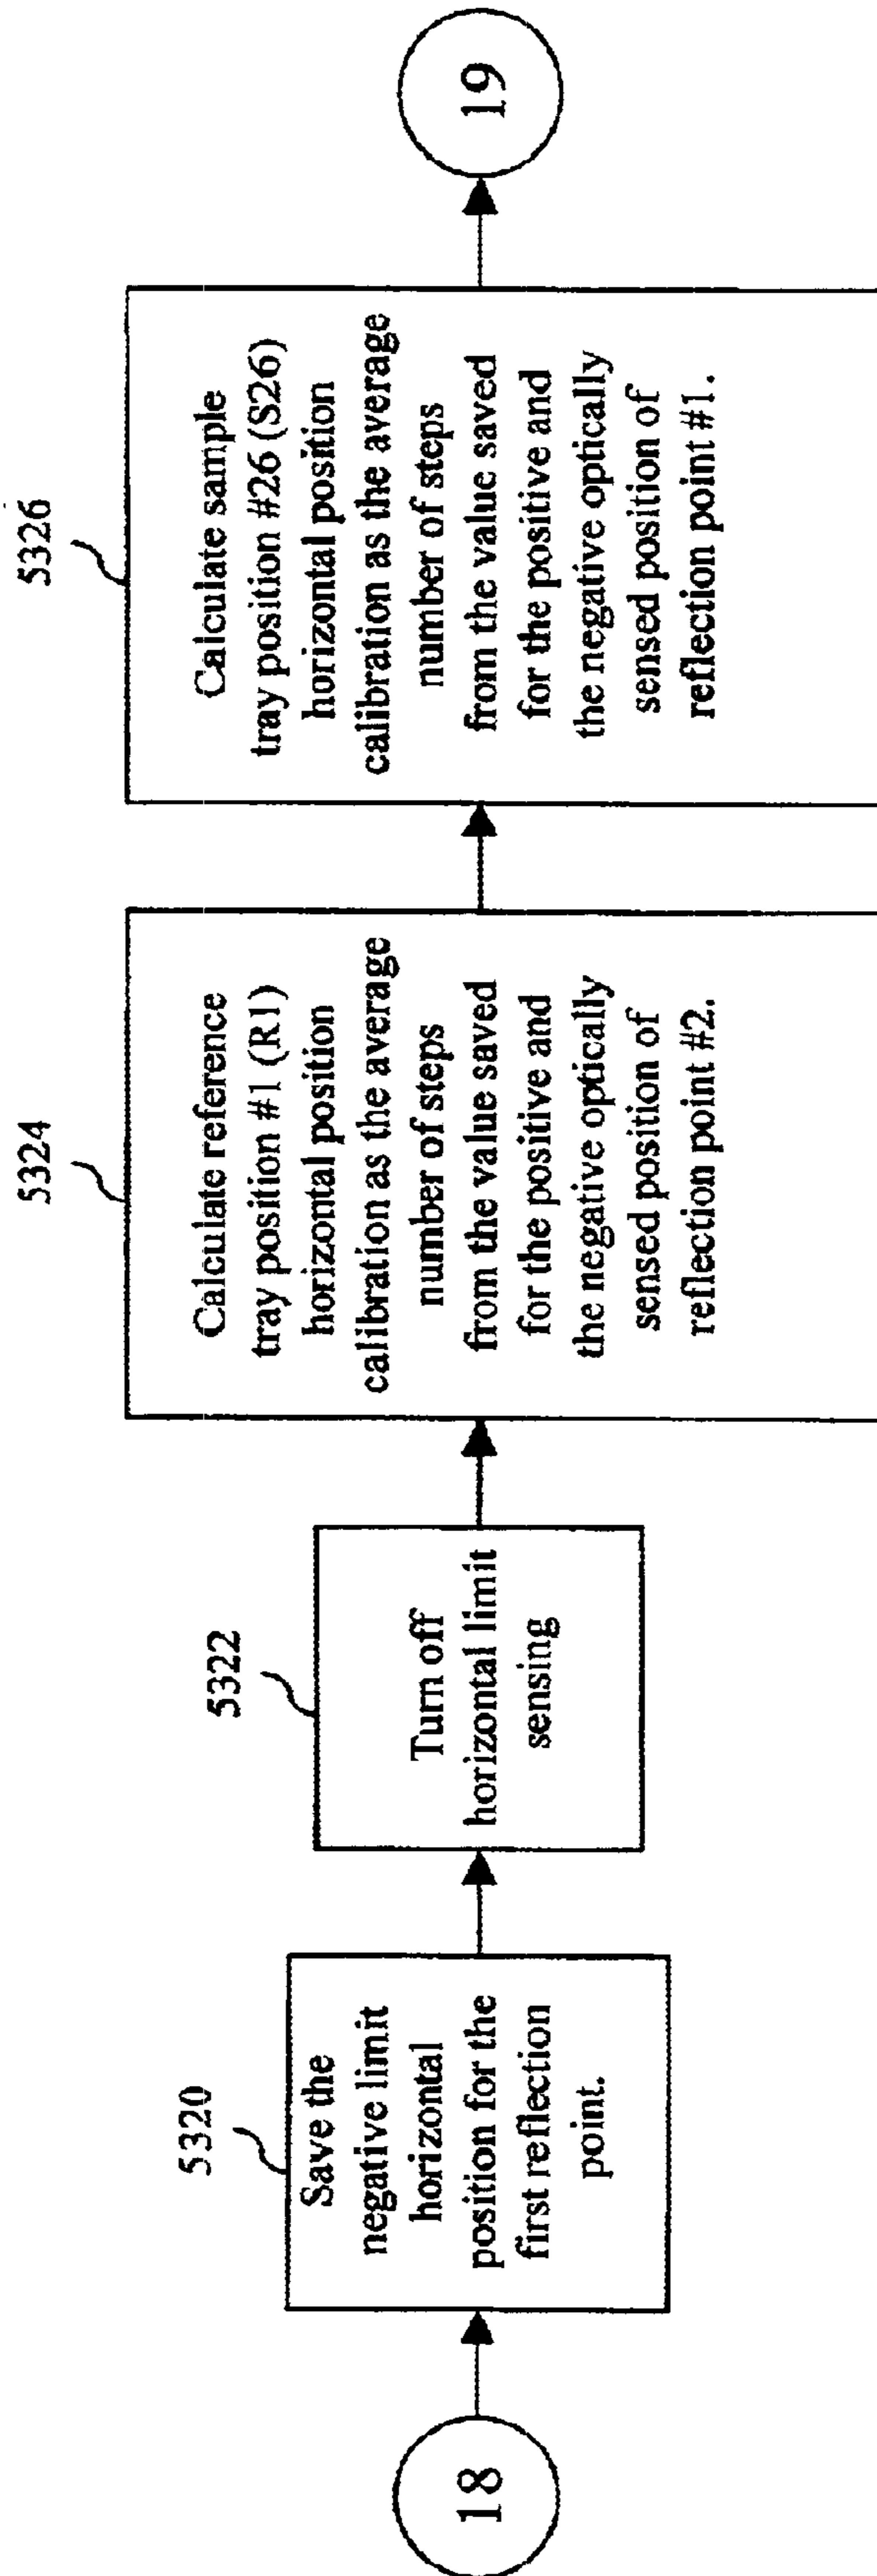 18
5320
Save the
negative limit
horizontal
position for the
first reflection
point.
5322
Turn off
horizontal limit
sensing
5324
Calculate reference
tray position #1 (R1)
horizontal position
calibration as the average
number of steps
from the value saved
for the positive and
the negative optically
sensed position of
reflection point #2.
5326
Calculate sample
tray position #26 (S26)
horizontal position
calibration as the average
number of steps
from the value saved
for the positive and
the negative optically
sensed position of
reflection point #1.
19